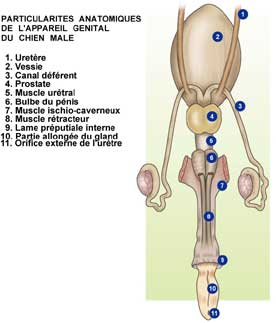 PARTICULARITES ANATOMIQUES
DE L'APPAREIL GENITAL
DU CHIEN MALE
1. Uretère
2. Vessie
3. Canal déférent
4. Prostate
5. Muscle urétral
6. Bulbe du pénis
7. Muscle ischio-caverneux
8. Muscle rétracteur
9. Lame préputiale interne
10. Partie allongée du gland
11. Orifice externe de l'urètre
1
2
3
4
5
6
7
8
9
10
11